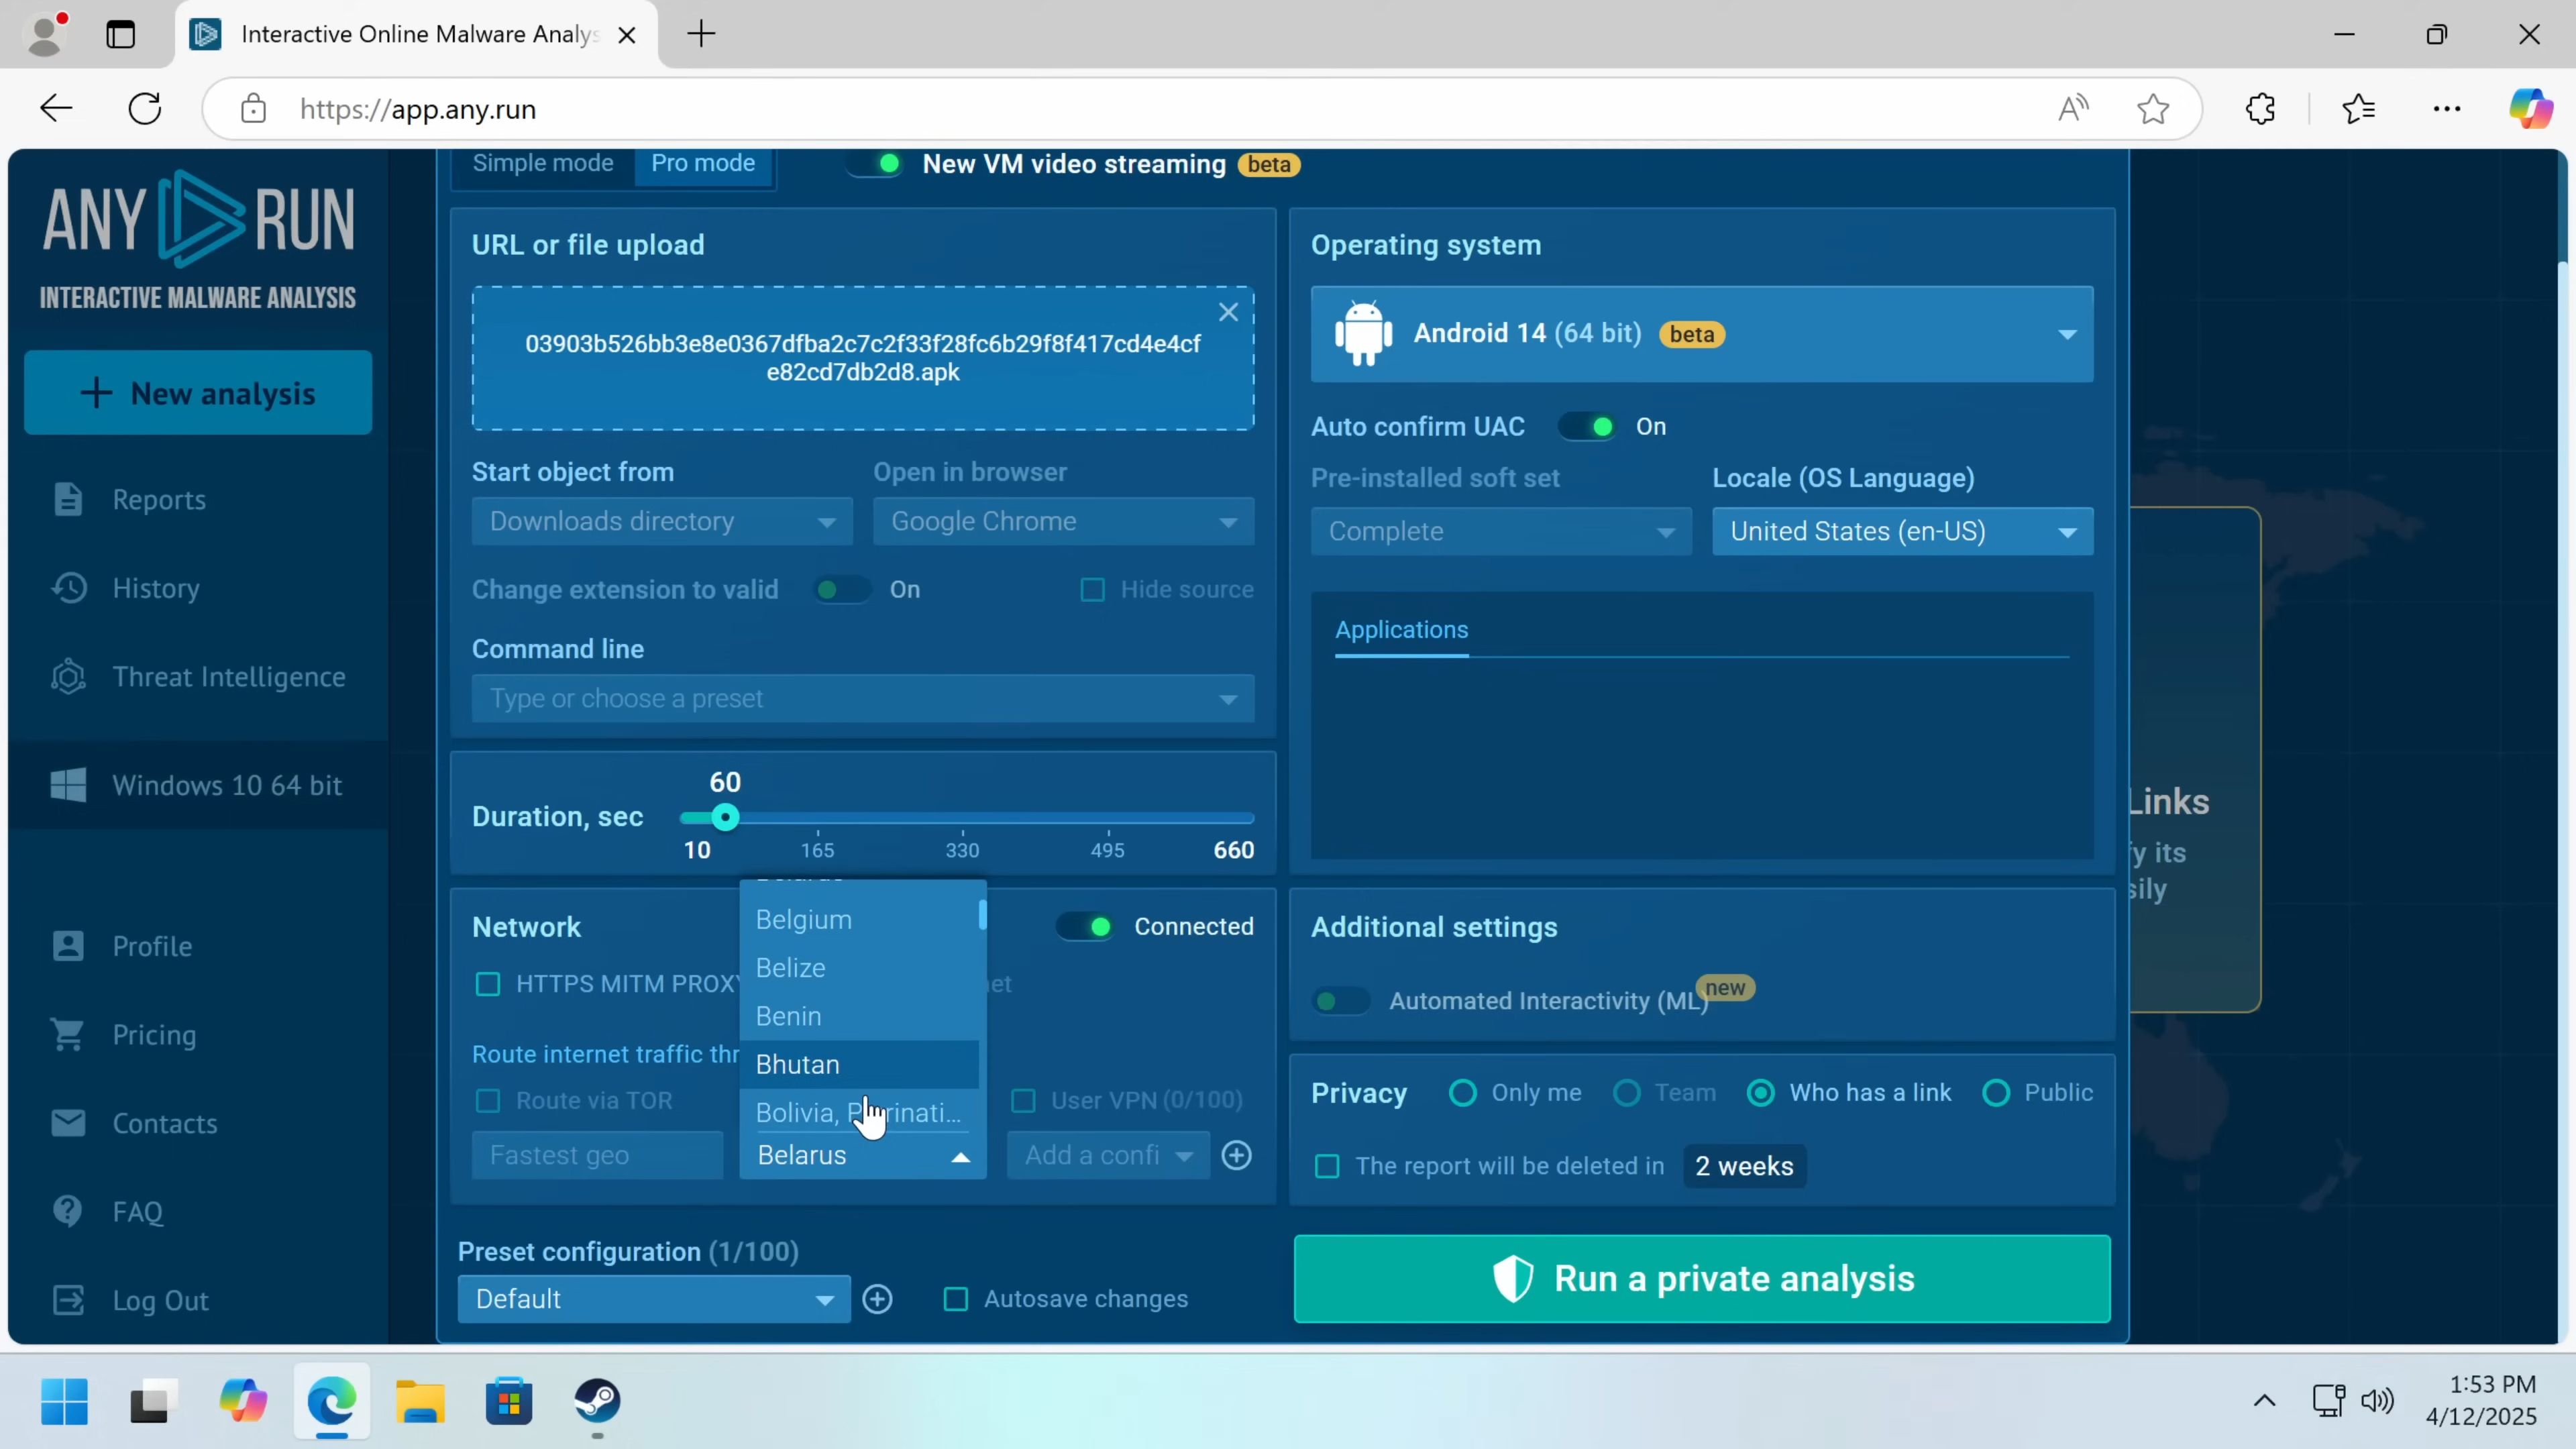 Interactive Online Malware Analys
https://app.any.run
ANY RUN
INTERACTIVE MALWARE ANALYSIS
New analysis
Reports
History
Threat Intelligence
Windows 10 64 bit
Profile
Pricing
Contacts
FAQ
Log Out
Simple mode
Pro mode
New VM video streaming beta
URL or file upload
03903b526bb3e8e0367dfba2c7c2f33f28fc6b29f8f417cd4e4cf
e82cd7db2d8.apk
Start object from
Open in browser
Downloads directory
Google Chrome
Change extension to valid
On
Hide source
Command line
Type or choose a preset
60
Duration, sec
10
165
330
495
660
Network
Connected
HTTPS MITM PROXY
Route internet traffic thr
Route via TOR
User VPN (0/100)
Fastest geo
Belgium
Belize
Benin
Bhutan
Belarus
Add a confi
Preset configuration (1/100)
Default
Autosave changes
Operating system
Android 14 (64 bit) beta
Auto confirm UAC
On
Pre-installed soft set
Locale (OS Language)
Complete
United States (en-US)
Applications
Additional settings
Automated Interactivity (ML)
new
Privacy
Only me
Team
Who has a link
Public
The report will be deleted in
2 weeks
Run a private analysis
Links
1:53 PM
4/12/2025